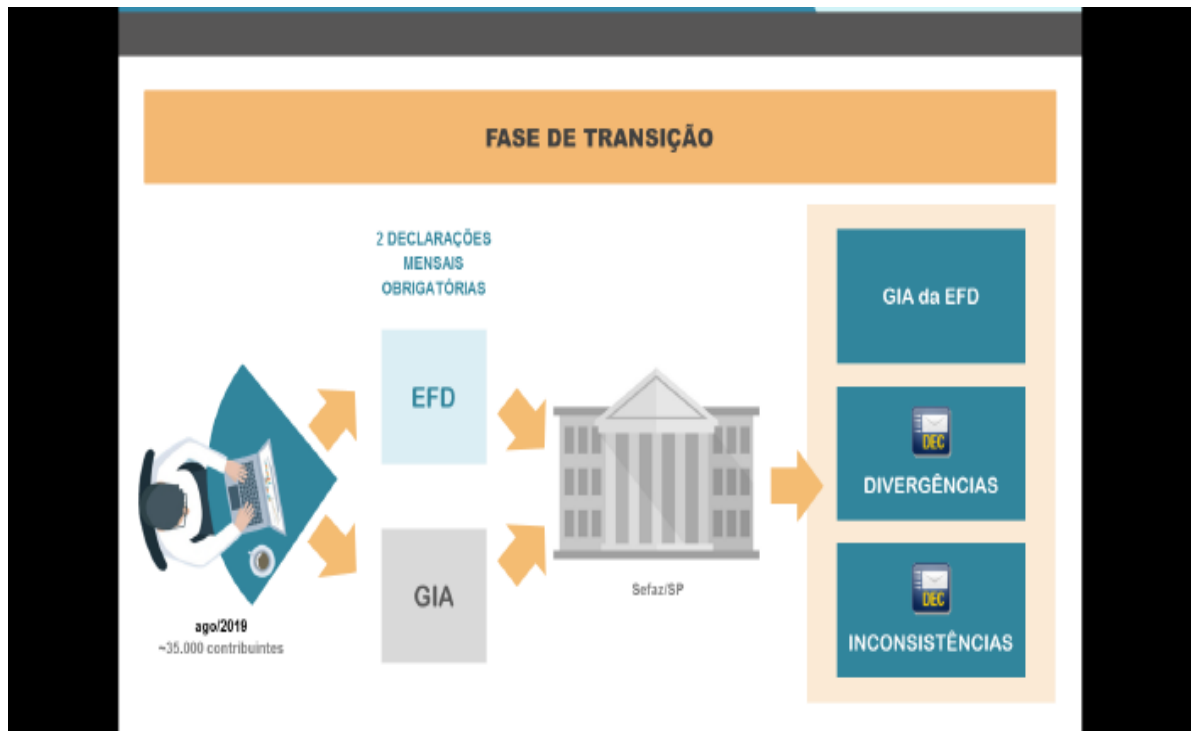 FASE DE TRANSIÇÃO
2 DECLARAÇÕES
MENSAIS
OBRIGATÓRIAS
EFD
GIA
ago/2019
~35.000 contribuintes
Sefaz/SP
GIA da EFD
DEC
DIVERGÊNCIAS
DEC
INCONSISTÊNCIAS